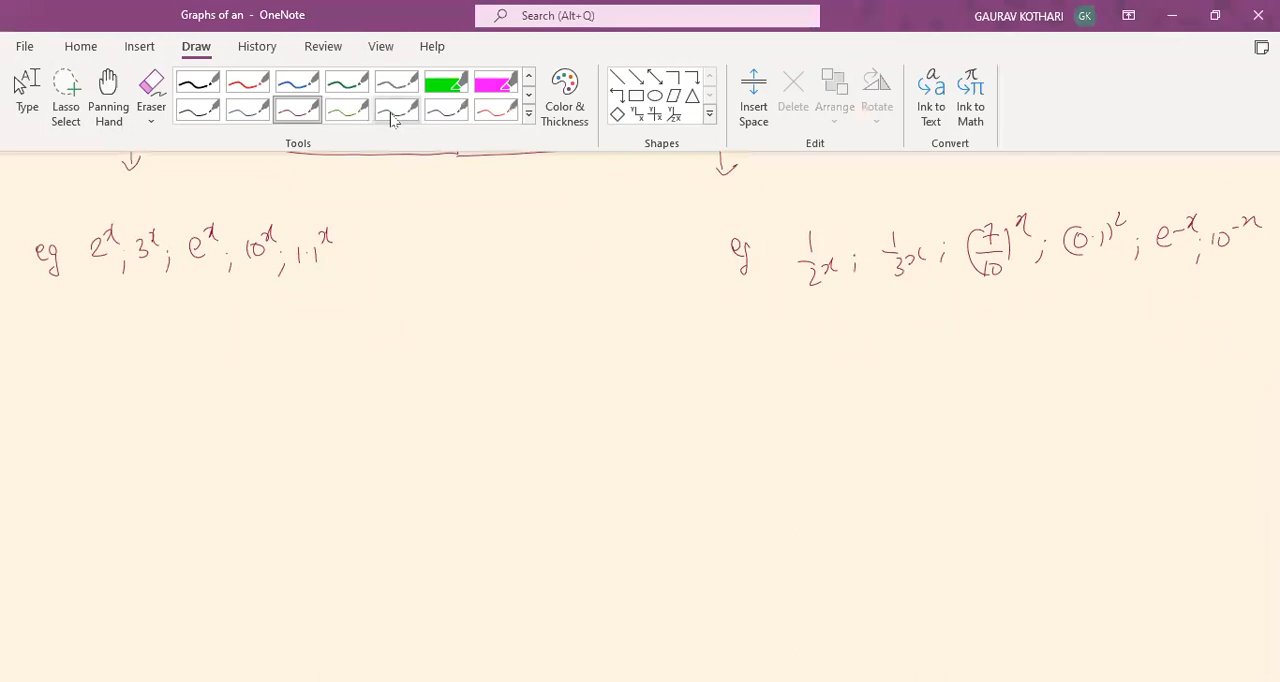 Graphs of an - OneNote
Search (Alt+Q)
GAURAV KOTHARI GK
File Home Insert Draw History Review View Help
Type
Lasso Select
Panning Hand
Eraser
Color & Thickness
Insert Space
Delete
Arrange
Rotate
Ink to Text
Ink to Math
Tools
Shapes
Edit
Convert
eg 2^x ; 3^x ; e^x ; 10^x ; 1.1^x
eg 1/2^x ; 1/3^x ; (7/10)^x ; (0.1)^2 ; e^-x ; 10^-x